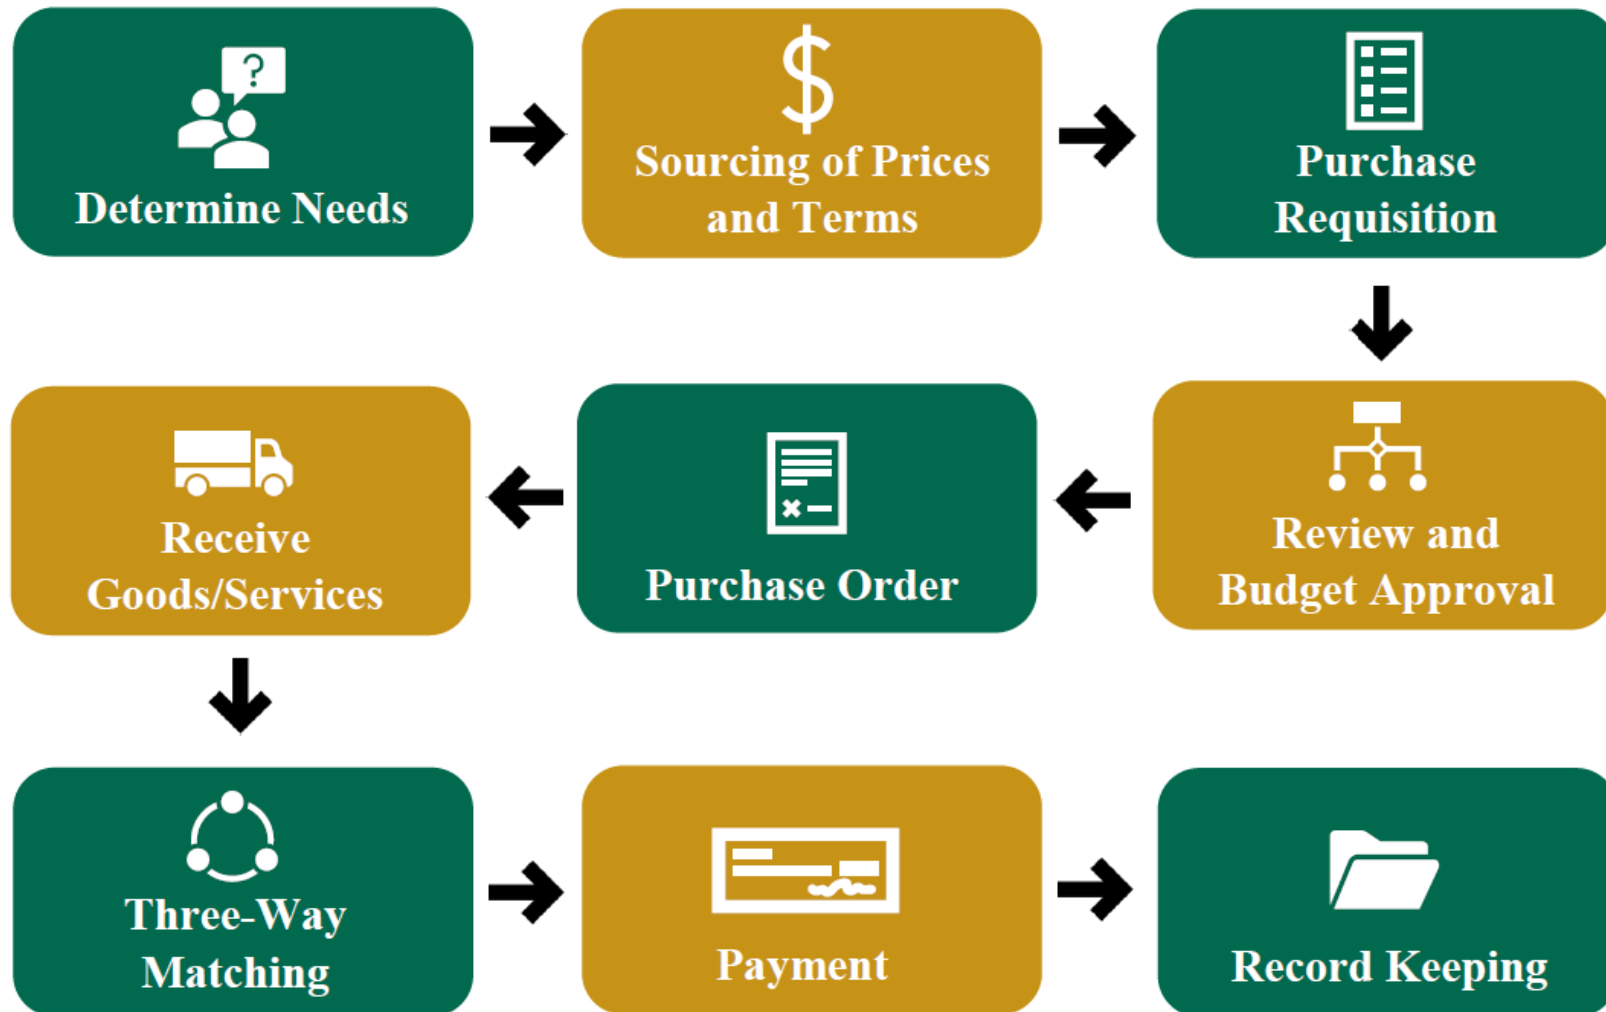 ?
Determine Needs
$
Sourcing of Prices
and Terms
Purchase
Requisition
Review and
Budget Approval
Purchase Order
Receive
Goods/Services
Three-Way
Matching
Payment
Record Keeping